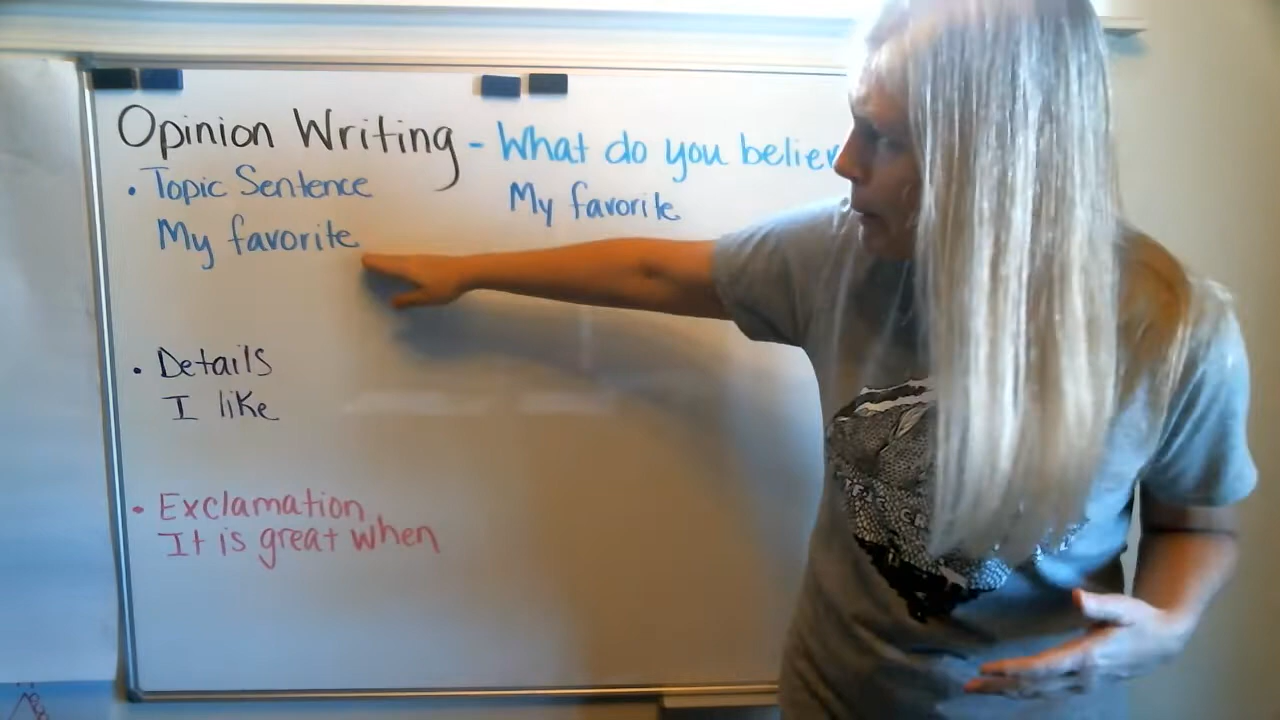 Opinion Writing - What do you believ
• Topic Sentence
My favorite
My favorite
• Details
I like
• Exclamation
It is great when